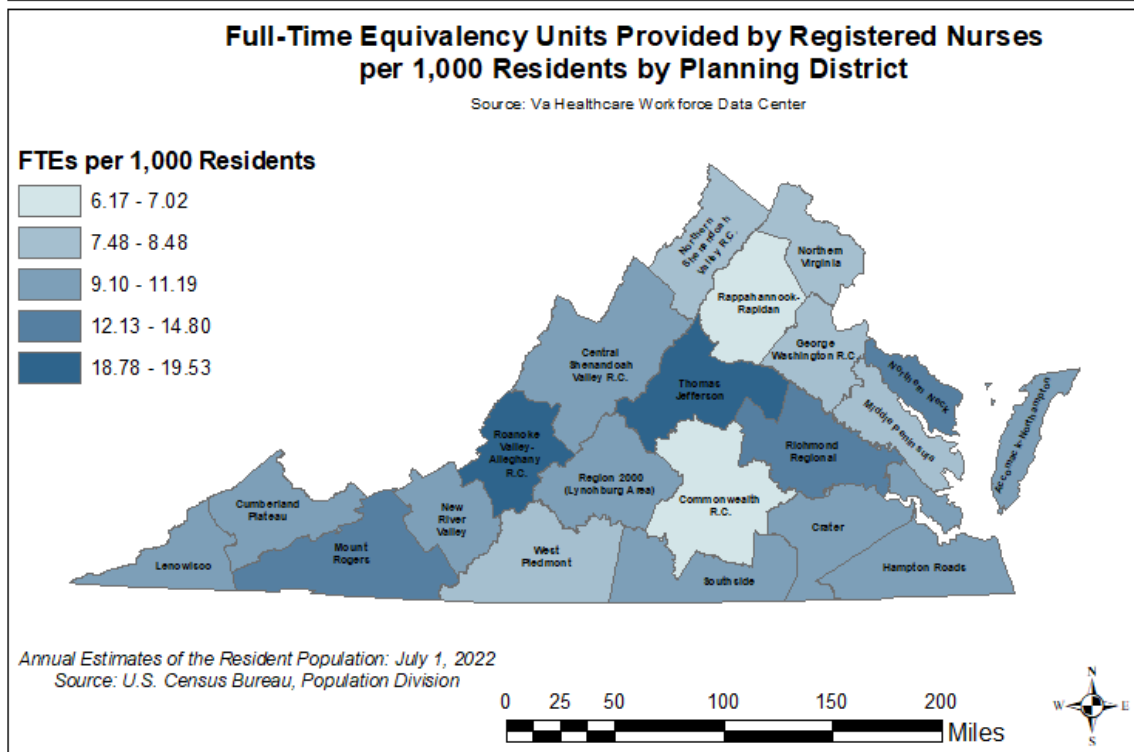 Full-Time Equivalency Units Provided by Registered Nurses
per 1,000 Residents by Planning District
Source: Va Healthcare Workforce Data Center
FTEs per 1,000 Residents
6.17 - 7.02
7.48 - 8.48
9.10 - 11.19
12.13 - 14.80
18.78 - 19.53
Northern
Shenandoah
Valley R.C.
Northern
Virginia
Rappahannock-
Rapidan
Central
Shenandoah
Valley R.C.
George
Washington R.C.
Thomas
Jefferson
Northern Neck
Middle Peninsula
Accomack-Northampton
Roanoke
Valley-
Alleghany
R.C.
Richmond
Regional
Region 2000
(Lynchburg Area)
Commonwealth
R.C.
Cumberland
Plateau
New
River
Valley
Crater
Mount
Rogers
West
Piedmont
Lenowisco
Southside
Hampton Roads
Annual Estimates of the Resident Population: July 1, 2022
Source: U.S. Census Bureau, Population Division
0 25 50 100 150 200
Miles
N
W E
S